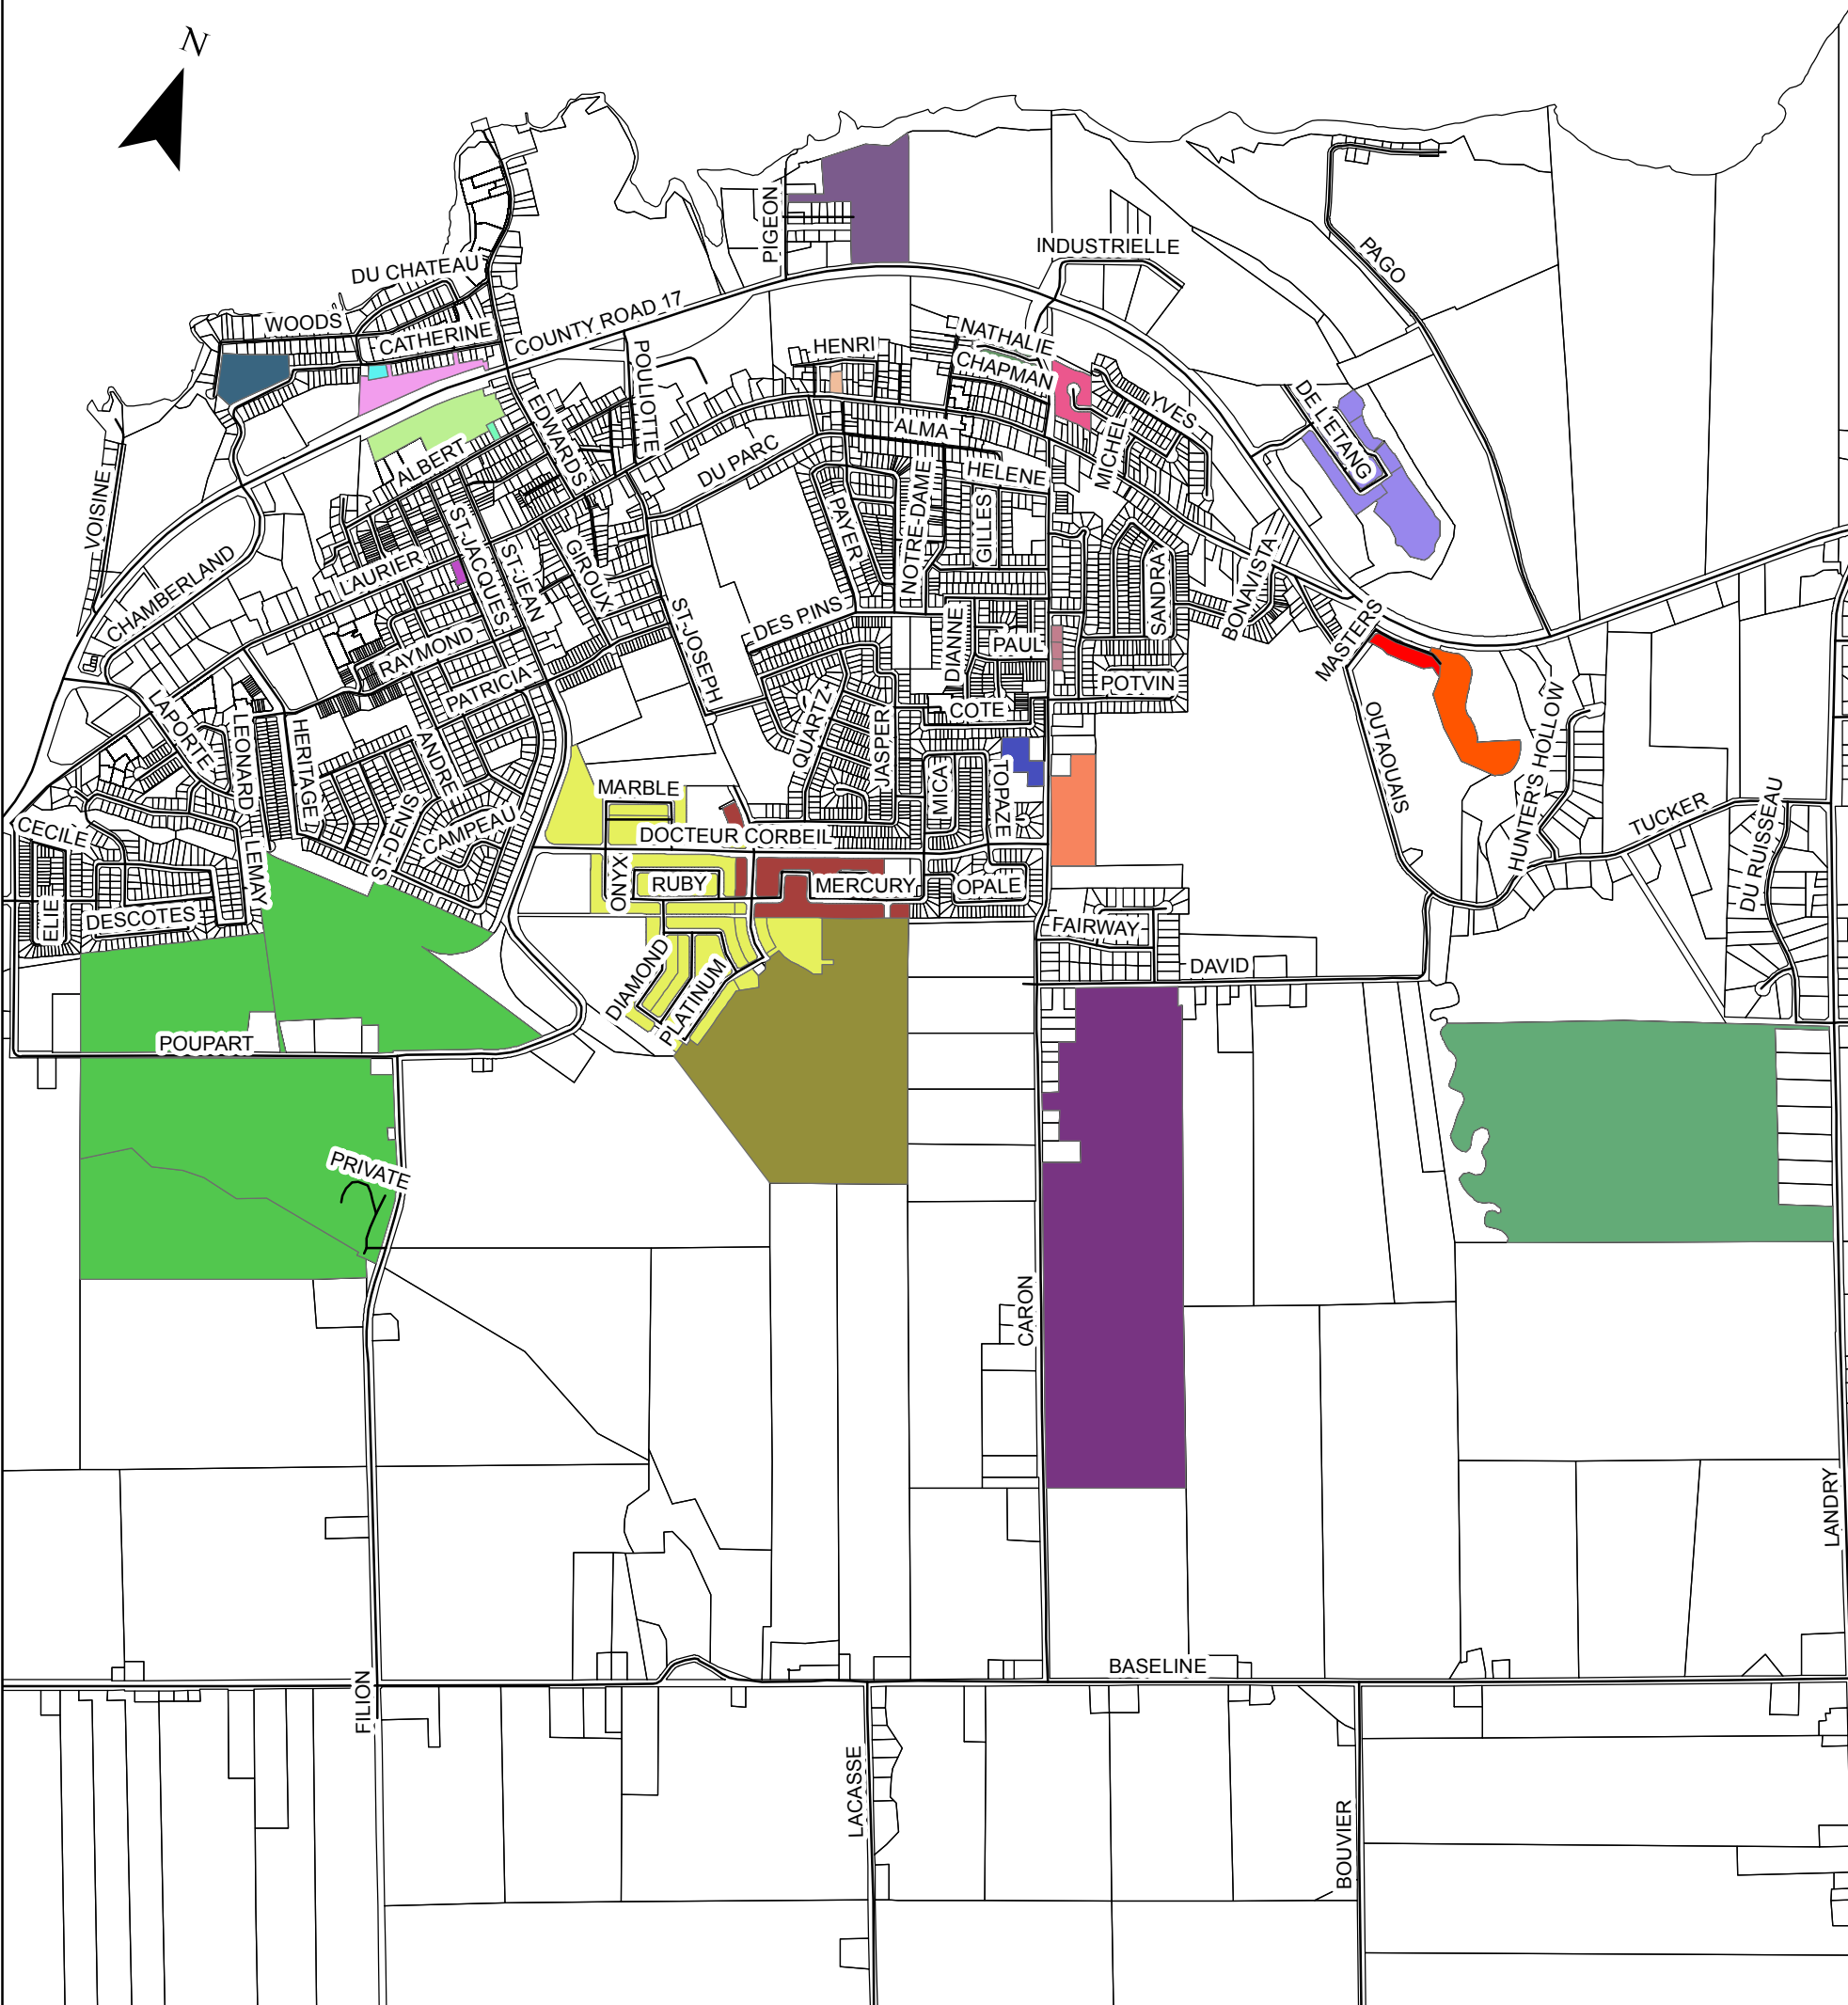 N
PIGEON
INDUSTRIELLE
PAGO
DU CHATEAU
WOODS
CATHERINE
COUNTY ROAD 17
POULIOTTE
HENRI
NATHALIE
CHAPMAN
YVES
DE L'ETANG
EDWARDS
ALMA
MICHEL
ALBERT
DU PARC
HELENE
VOISINE
ST-JACQUES
PAYER
NOTRE-DAME
GILLES
CHAMBERLAND
LAURIER
ST-JEAN
GIROUX
SANDRA
BONAVISTA
ST-JOSEPH
DES PINS
DIANNE
PAUL
MASTERS
RAYMOND
PATRICIA
POTVIN
LAPORTE
LEONARD
HERITAGE
ANDRE
QUARTZ
JASPER
COTE
OUTAOUAIS
HUNTER'S HOLLOW
MARBLE
MICA
TOPAZE
TUCKER
DU RUISSEAU
CECILE
ST-DENIS
CAMPEAU
DOCTEUR CORBEIL
LEMAY
ONYX
RUBY
MERCURY
OPALE
ELIE
DESCOTES
FAIRWAY
DIAMOND
PLATINUM
DAVID
POUPART
PRIVATE
CARON
LANDRY
BASELINE
FILION
LACASSE
BOUVIER